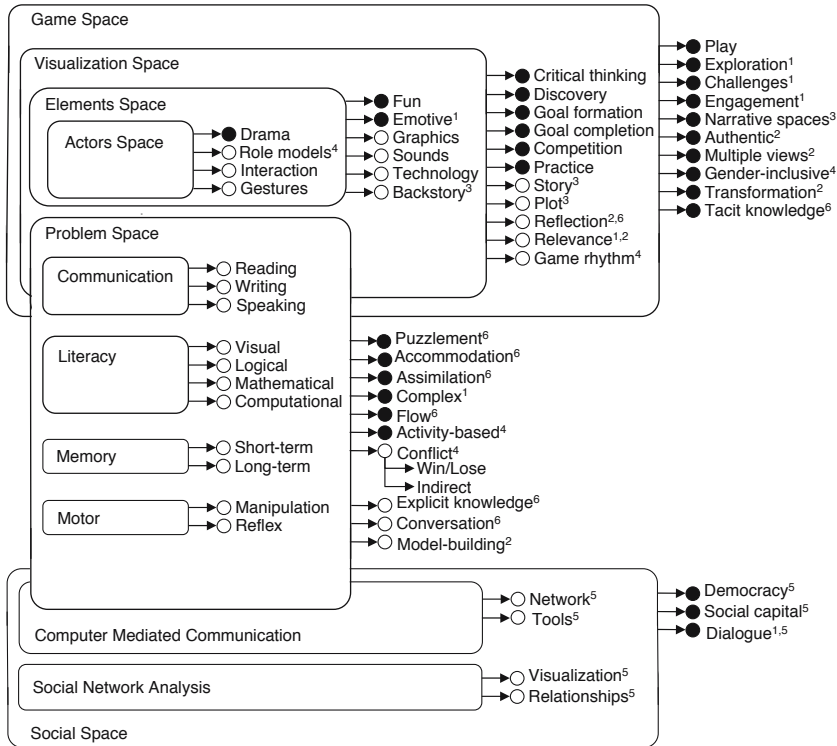 Game Space
Play
Exploration¹
Challenges¹
Engagement¹
Narrative spaces³
Authentic²
Multiple views²
Gender-inclusive⁴
Transformation²
Tacit knowledge⁶
Visualization Space
Critical thinking
Discovery
Goal formation
Goal completion
Competition
Practice
Story³
Plot³
Reflection²,⁶
Relevance¹,²
Game rhythm⁴
Elements Space
Fun
Emotive¹
Graphics
Sounds
Technology
Backstory³
Actors Space
Drama
Role models⁴
Interaction
Gestures
Problem Space
Communication
Reading
Writing
Speaking
Literacy
Visual
Logical
Mathematical
Computational
Memory
Short-term
Long-term
Motor
Manipulation
Reflex
Puzzlement⁶
Accommodation⁶
Assimilation⁶
Complex¹
Flow⁶
Activity-based⁴
Conflict⁴
Win/Lose
Indirect
Explicit knowledge⁶
Conversation⁶
Model-building²
Computer Mediated Communication
Network⁵
Tools⁵
Democracy⁵
Social capital⁵
Dialogue¹,⁵
Social Network Analysis
Visualization⁵
Relationships⁵
Social Space